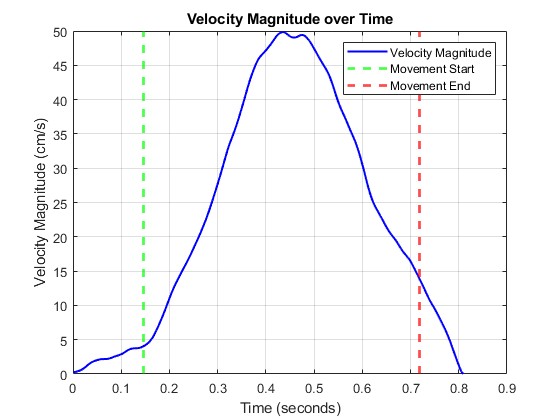 Velocity Magnitude over Time
50
45
40
35
30
25
20
15
10
5
0
Velocity Magnitude (cm/s)
Velocity Magnitude
Movement Start
Movement End
0 0.1 0.2 0.3 0.4 0.5 0.6 0.7 0.8 0.9
Time (seconds)